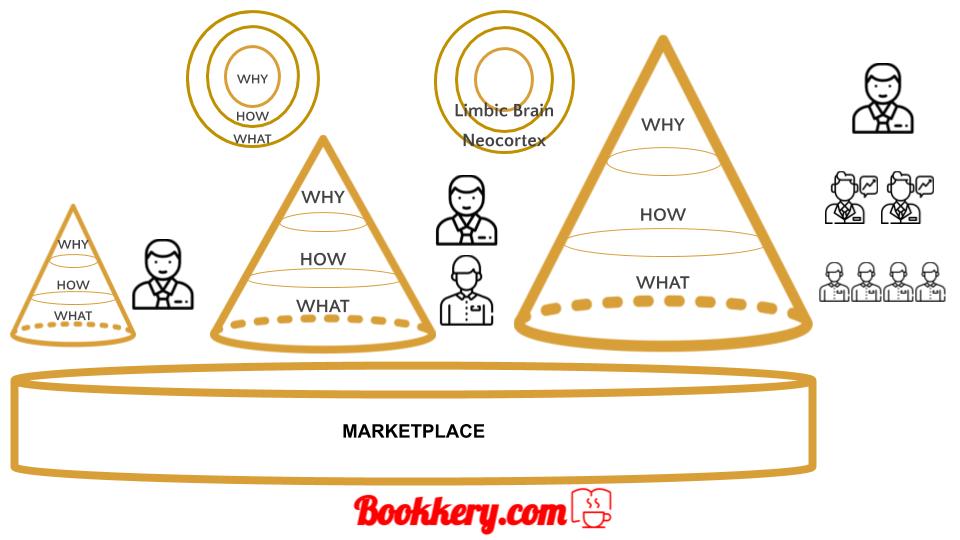 WHY
HOW
WHAT
Limbic Brain
Neocortex
WHY
HOW
WHAT
WHY
HOW
WHAT
WHY
HOW
WHAT
MARKETPLACE
Bookkery.com